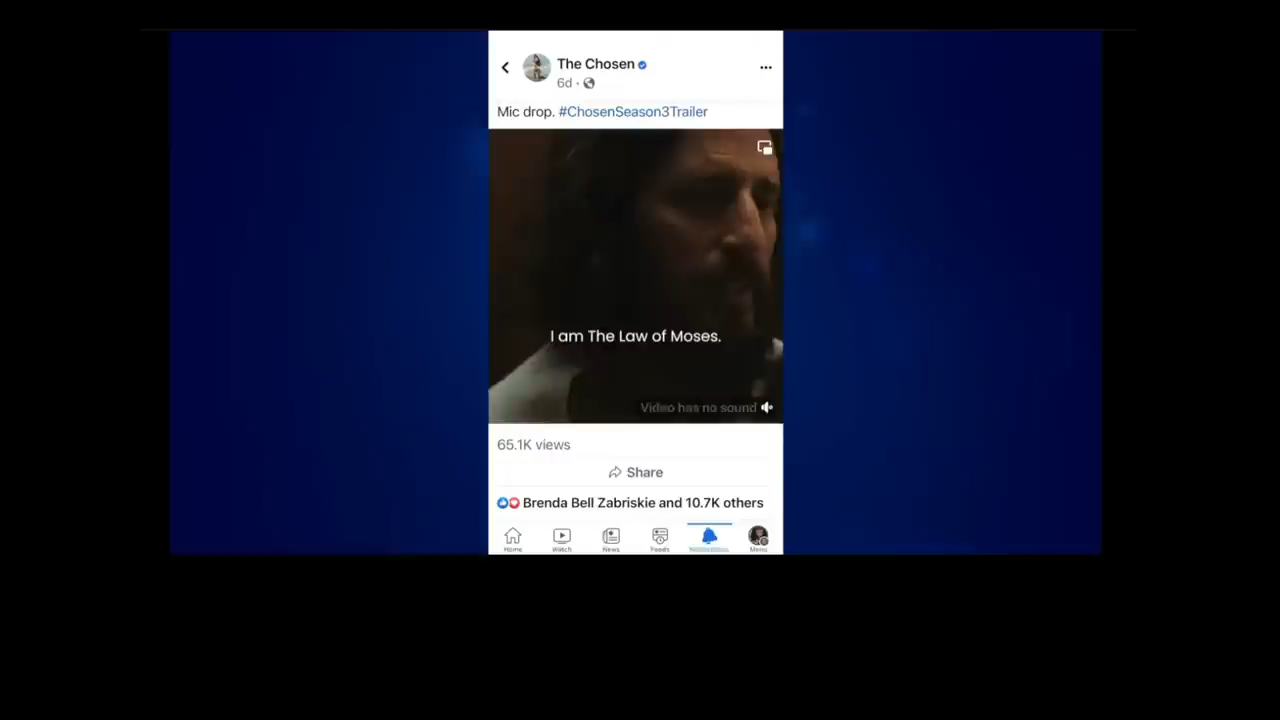 The Chosen
6d ·
Mic drop. #ChosenSeason3Trailer
I am The Law of Moses.
Video has no sound
65.1K views
Share
Brenda Bell Zabriskie and 10.7K others
Home Watch News Feeds Notifications Menu